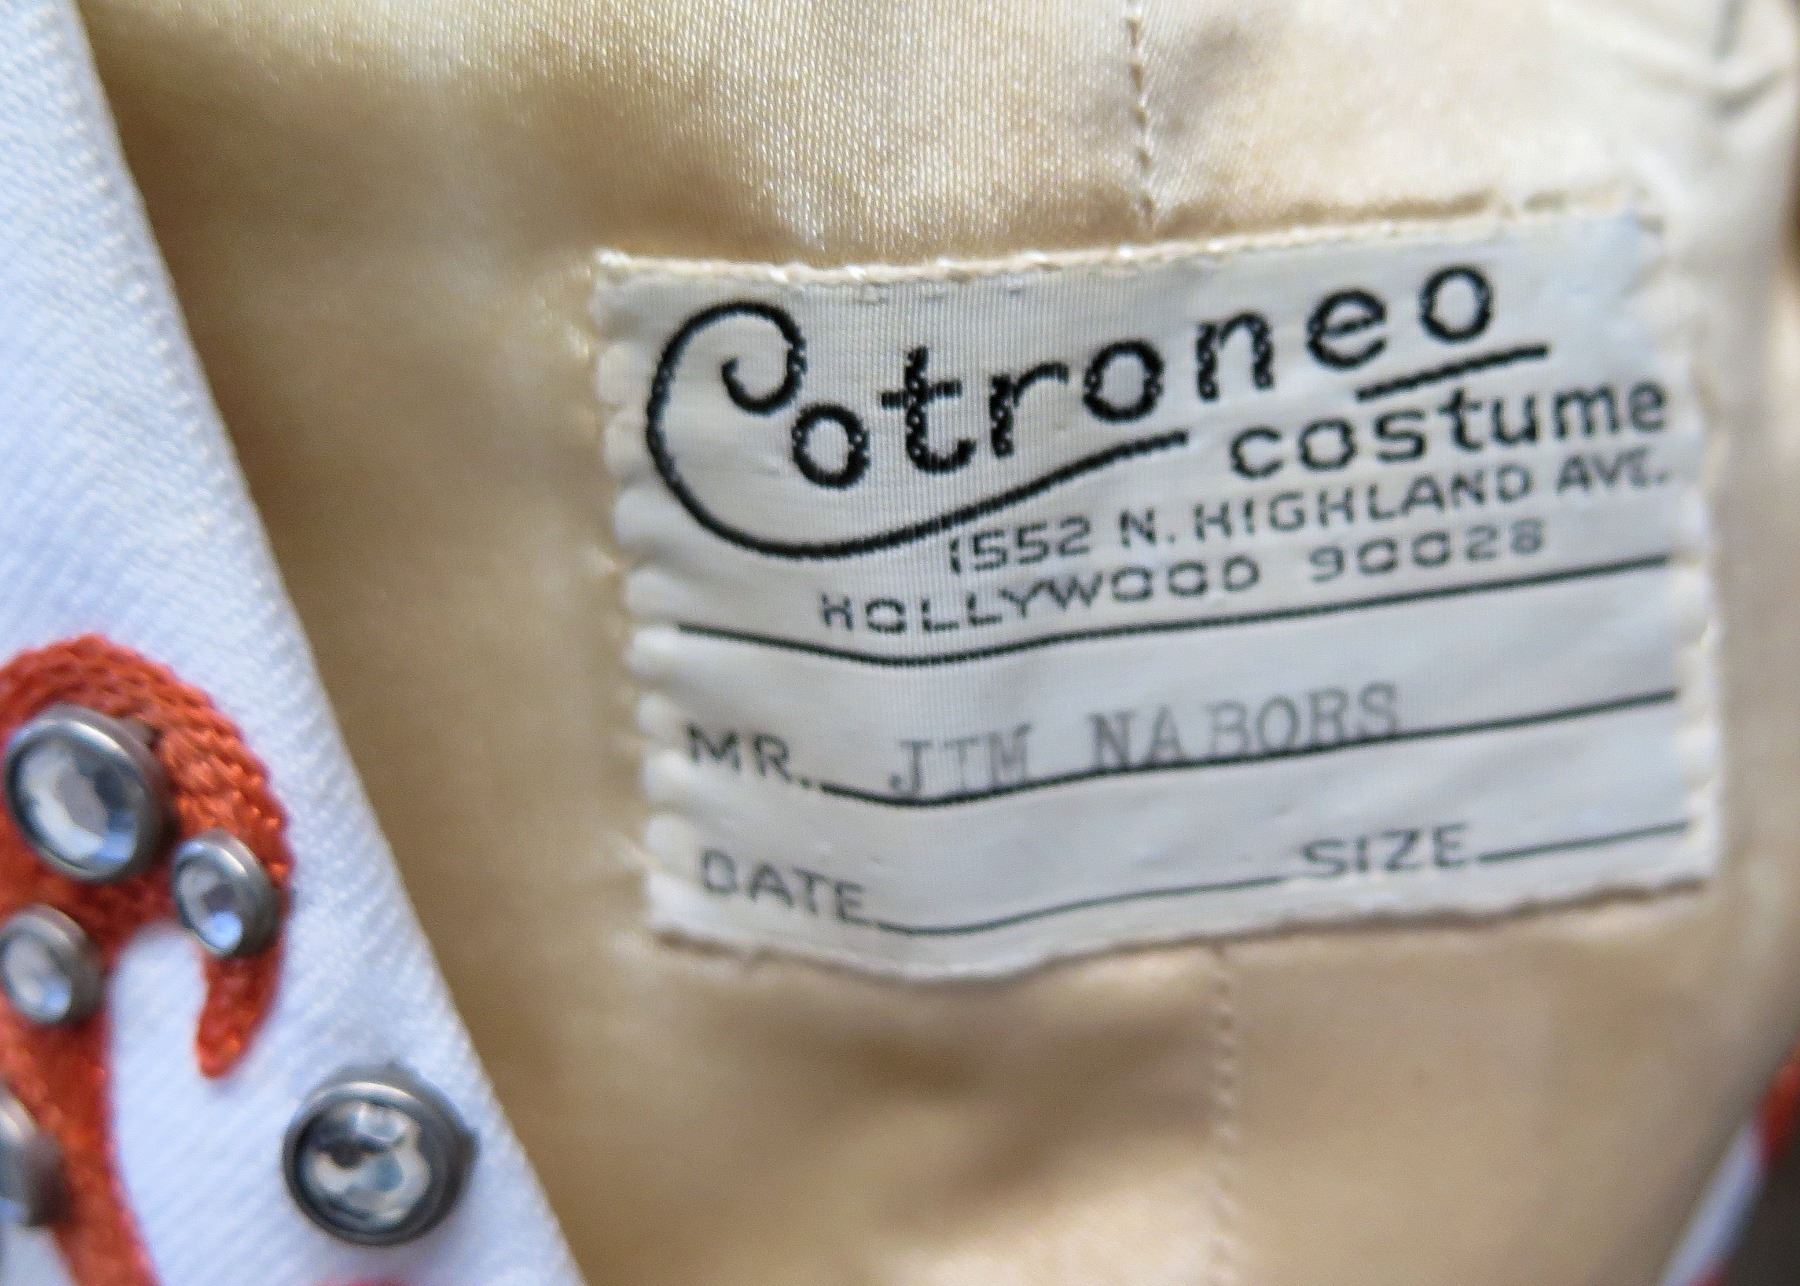 Cotroneo
costume
1552 N. HIGHLAND AVE.
HOLLYWOOD 90028
MR. JIM NABORS
DATE SIZE